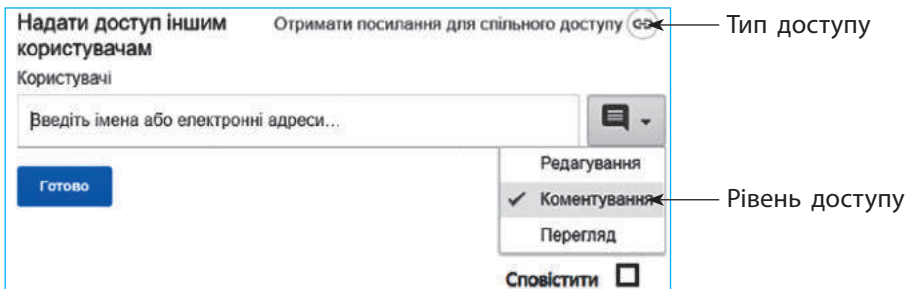 Надати доступ іншим користувачам
Отримати посилання для спільного доступу
Тип доступу
Користувачі
Введіть імена або електронні адреси...
Готово
Редагування
Коментування
Рівень доступу
Перегляд
Сповістити